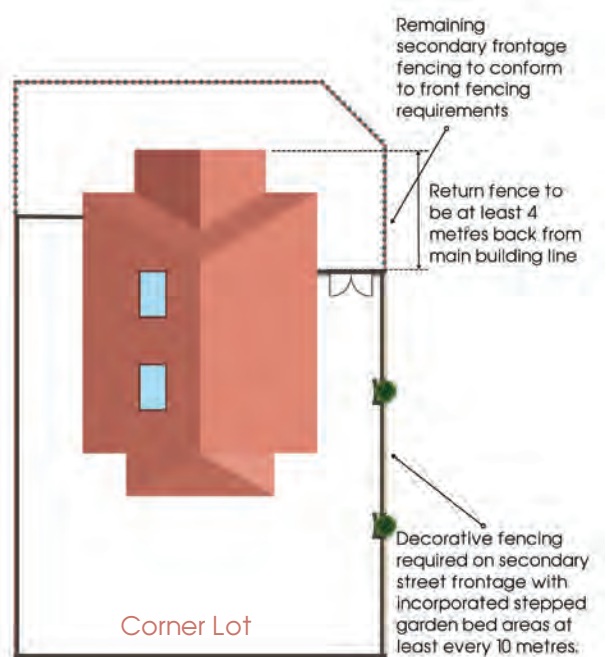 Remaining
secondary frontage
fencing to conform
to front fencing
requirements
Return fence to
be at least 4
metres back from
main building line
Decorative fencing
required on secondary
street frontage with
incorporated stepped
garden bed areas at
least every 10 metres.
Corner Lot